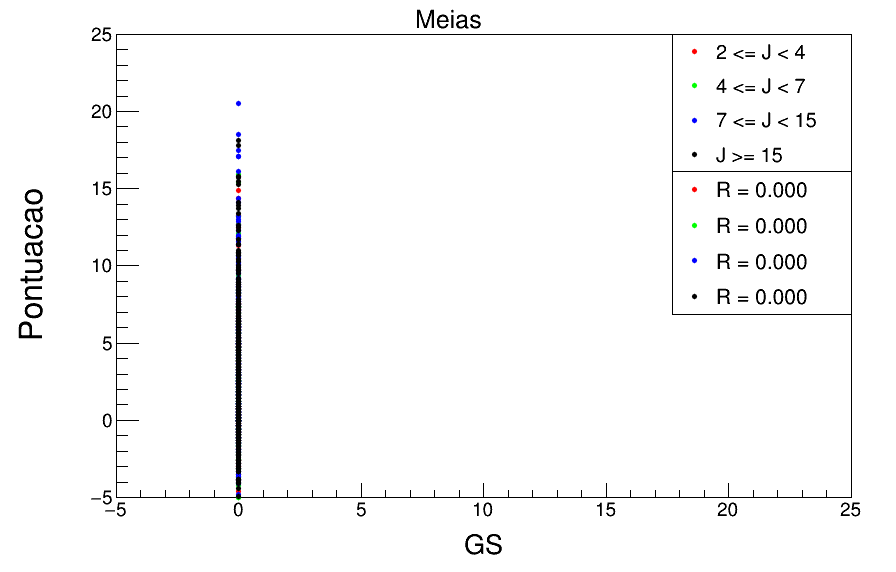 Meias
25
20
15
10
5
0
−5
Pontuacao
2 <= J < 4
4 <= J < 7
7 <= J < 15
J >= 15
R = 0.000
R = 0.000
R = 0.000
R = 0.000
−5 0 5 10 15 20 25
GS